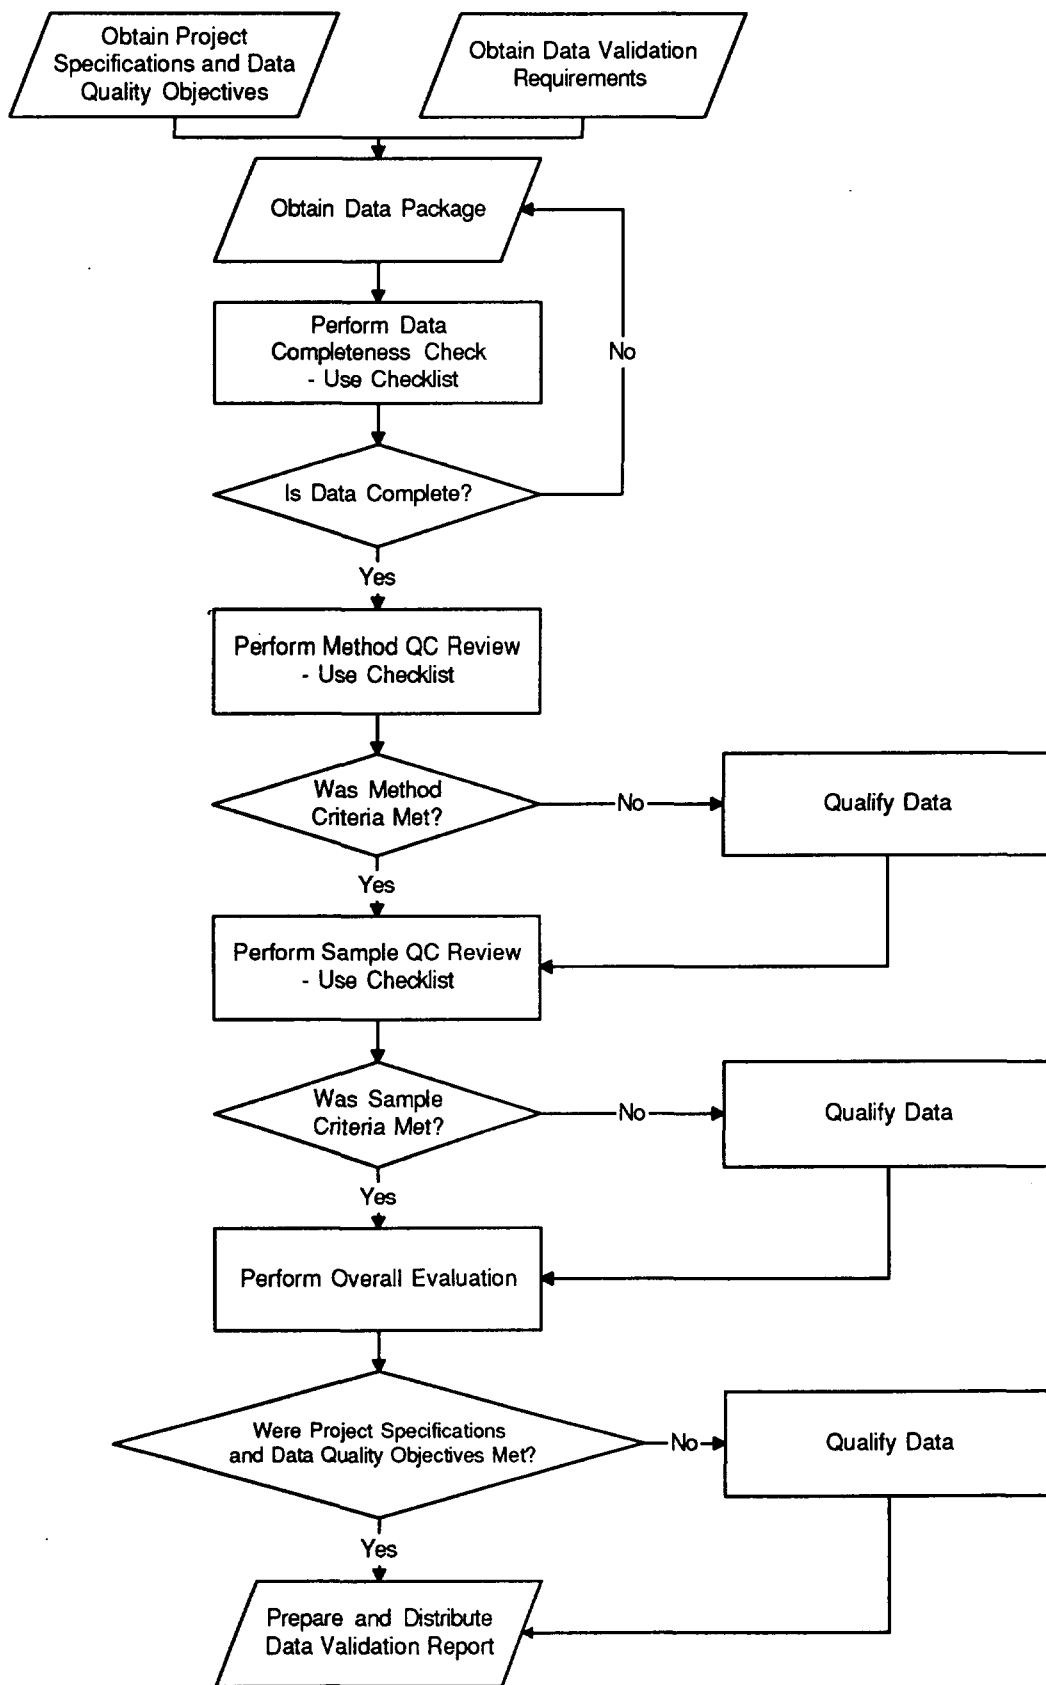 Obtain Project
Specifications and Data
Quality Objectives
Obtain Data Validation
Requirements
Obtain Data Package
Perform Data
Completeness Check
- Use Checklist
No
Is Data Complete?
Yes
Perform Method QC Review
- Use Checklist
Was Method
Criteria Met?
No
Qualify Data
Yes
Perform Sample QC Review
- Use Checklist
Was Sample
Criteria Met?
No
Qualify Data
Yes
Perform Overall Evaluation
Were Project Specifications
and Data Quality Objectives Met?
No
Qualify Data
Yes
Prepare and Distribute
Data Validation Report